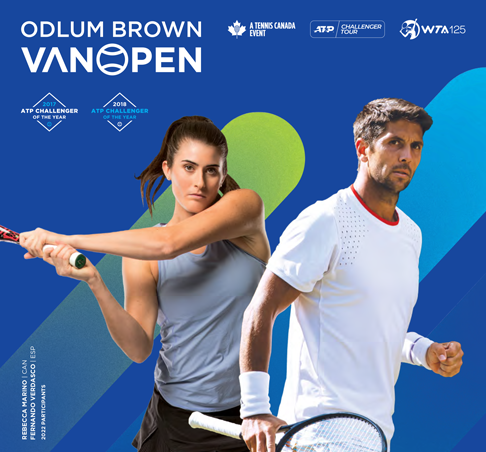 ODLUM BROWN
VANOPEN
A TENNIS CANADA
EVENT
ATP CHALLENGER
TOUR
WTA125
2017
ATP CHALLENGER
OF THE YEAR
2018
ATP CHALLENGER
OF THE YEAR
REBECCA MARINO | CAN
FERNANDO VERDASCO | ESP
2022 PARTICIPANTS